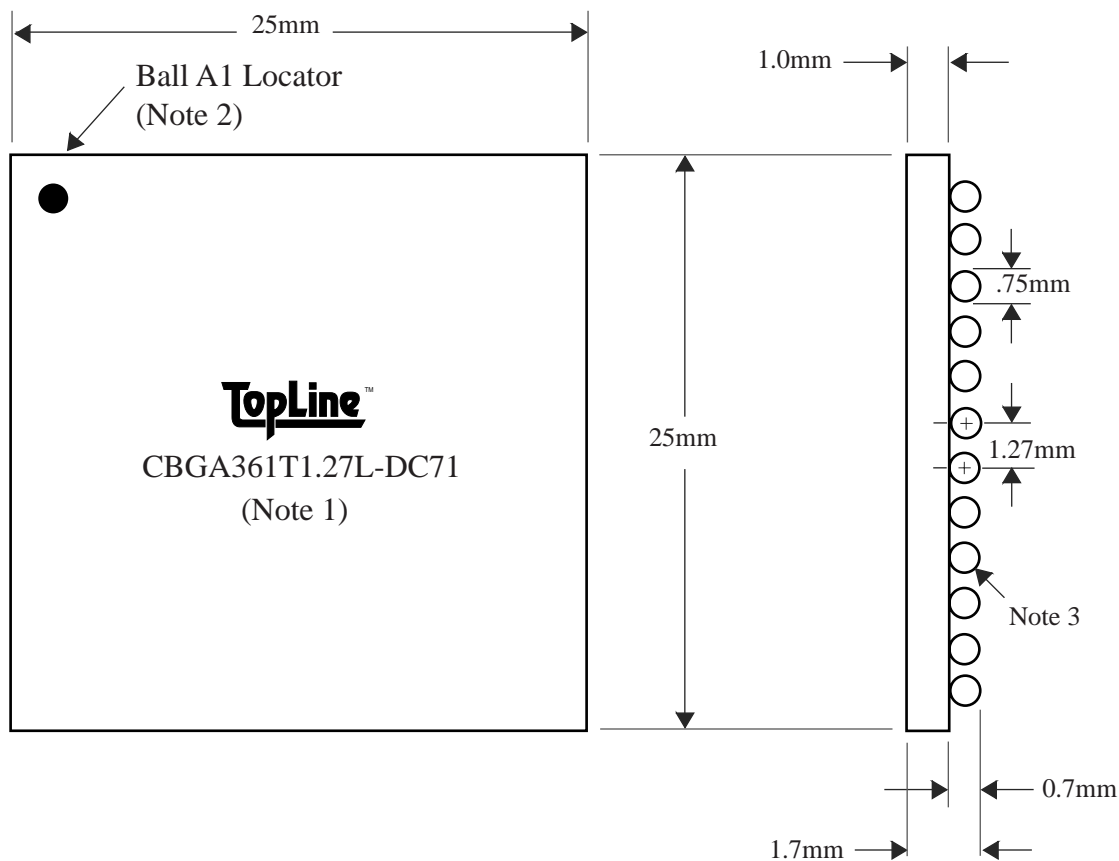 25mm
1.0mm
Ball A1 Locator
(Note 2)
.75mm
TopLine™
CBGA361T1.27L-DC71
(Note 1)
25mm
1.27mm
Note 3
0.7mm
1.7mm